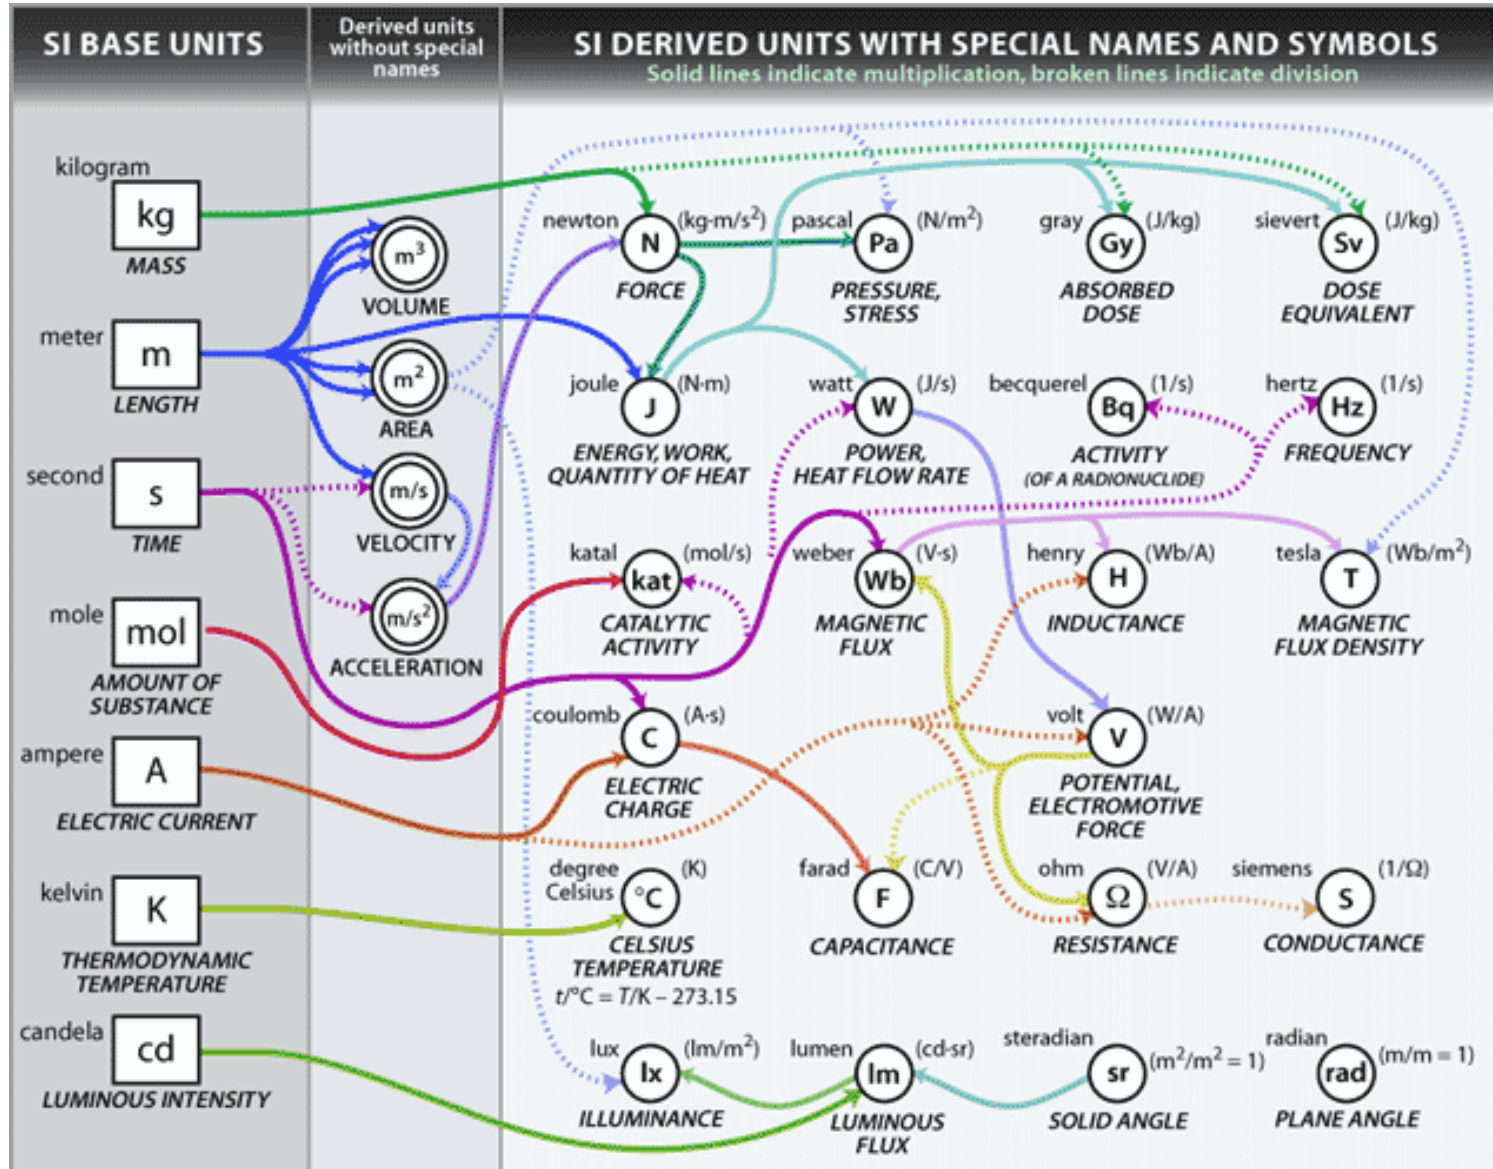 SI BASE UNITS
Derived units
without special
names
SI DERIVED UNITS WITH SPECIAL NAMES AND SYMBOLS
Solid lines indicate multiplication, broken lines indicate division
kilogram
kg
MASS
meter
m
LENGTH
second
s
TIME
mole
mol
AMOUNT OF
SUBSTANCE
ampere
A
ELECTRIC CURRENT
kelvin
K
THERMODYNAMIC
TEMPERATURE
candela
cd
LUMINOUS INTENSITY
m³
VOLUME
m²
AREA
m/s
VELOCITY
m/s²
ACCELERATION
newton
N
(kg·m/s²)
FORCE
pascal
Pa
(N/m²)
PRESSURE,
STRESS
gray
Gy
(J/kg)
ABSORBED
DOSE
sievert
Sv
(J/kg)
DOSE
EQUIVALENT
joule
J
(N·m)
ENERGY, WORK,
QUANTITY OF HEAT
watt
W
(J/s)
POWER,
HEAT FLOW RATE
becquerel
Bq
(1/s)
ACTIVITY
(OF A RADIONUCLIDE)
hertz
Hz
(1/s)
FREQUENCY
katal
kat
(mol/s)
CATALYTIC
ACTIVITY
weber
Wb
(V·s)
MAGNETIC
FLUX
henry
H
(Wb/A)
INDUCTANCE
tesla
T
(Wb/m²)
MAGNETIC
FLUX DENSITY
coulomb
C
(A·s)
ELECTRIC
CHARGE
volt
V
(W/A)
POTENTIAL,
ELECTROMOTIVE
FORCE
degree
Celsius
°C
(K)
CELSIUS
TEMPERATURE
t/°C = T/K – 273.15
farad
F
(C/V)
CAPACITANCE
ohm
Ω
(V/A)
RESISTANCE
siemens
S
(1/Ω)
CONDUCTANCE
lux
lx
(lm/m²)
ILLUMINANCE
lumen
lm
(cd·sr)
LUMINOUS
FLUX
steradian
sr
(m²/m² = 1)
SOLID ANGLE
radian
rad
(m/m = 1)
PLANE ANGLE